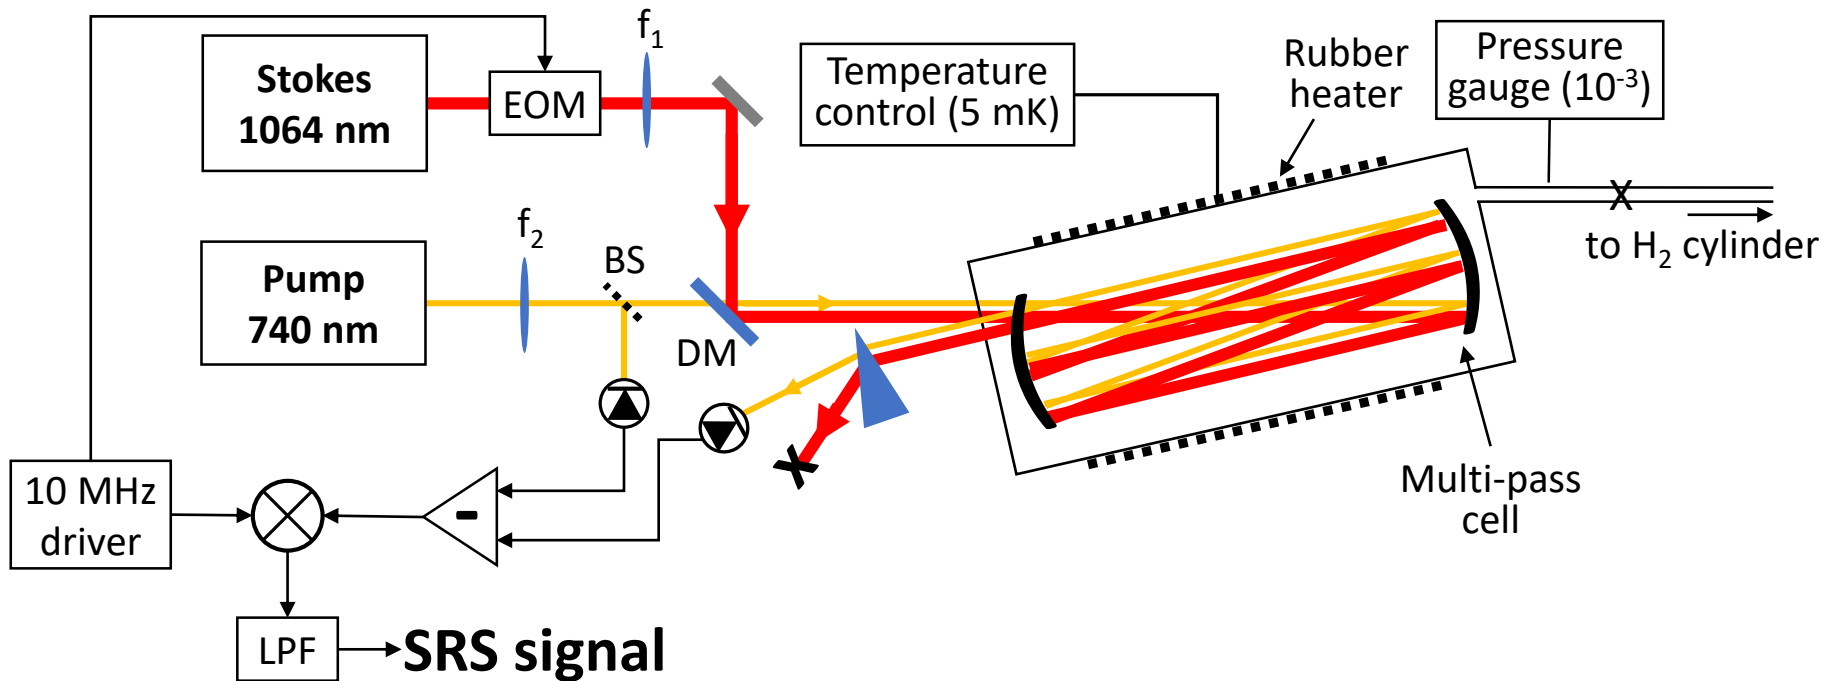 Stokes
1064 nm
EOM
f₁
Temperature
control (5 mK)
Rubber
heater
Pressure
gauge (10⁻³)
to H₂ cylinder
Pump
740 nm
f₂
BS
DM
Multi-pass
cell
10 MHz
driver
-
LPF
SRS signal